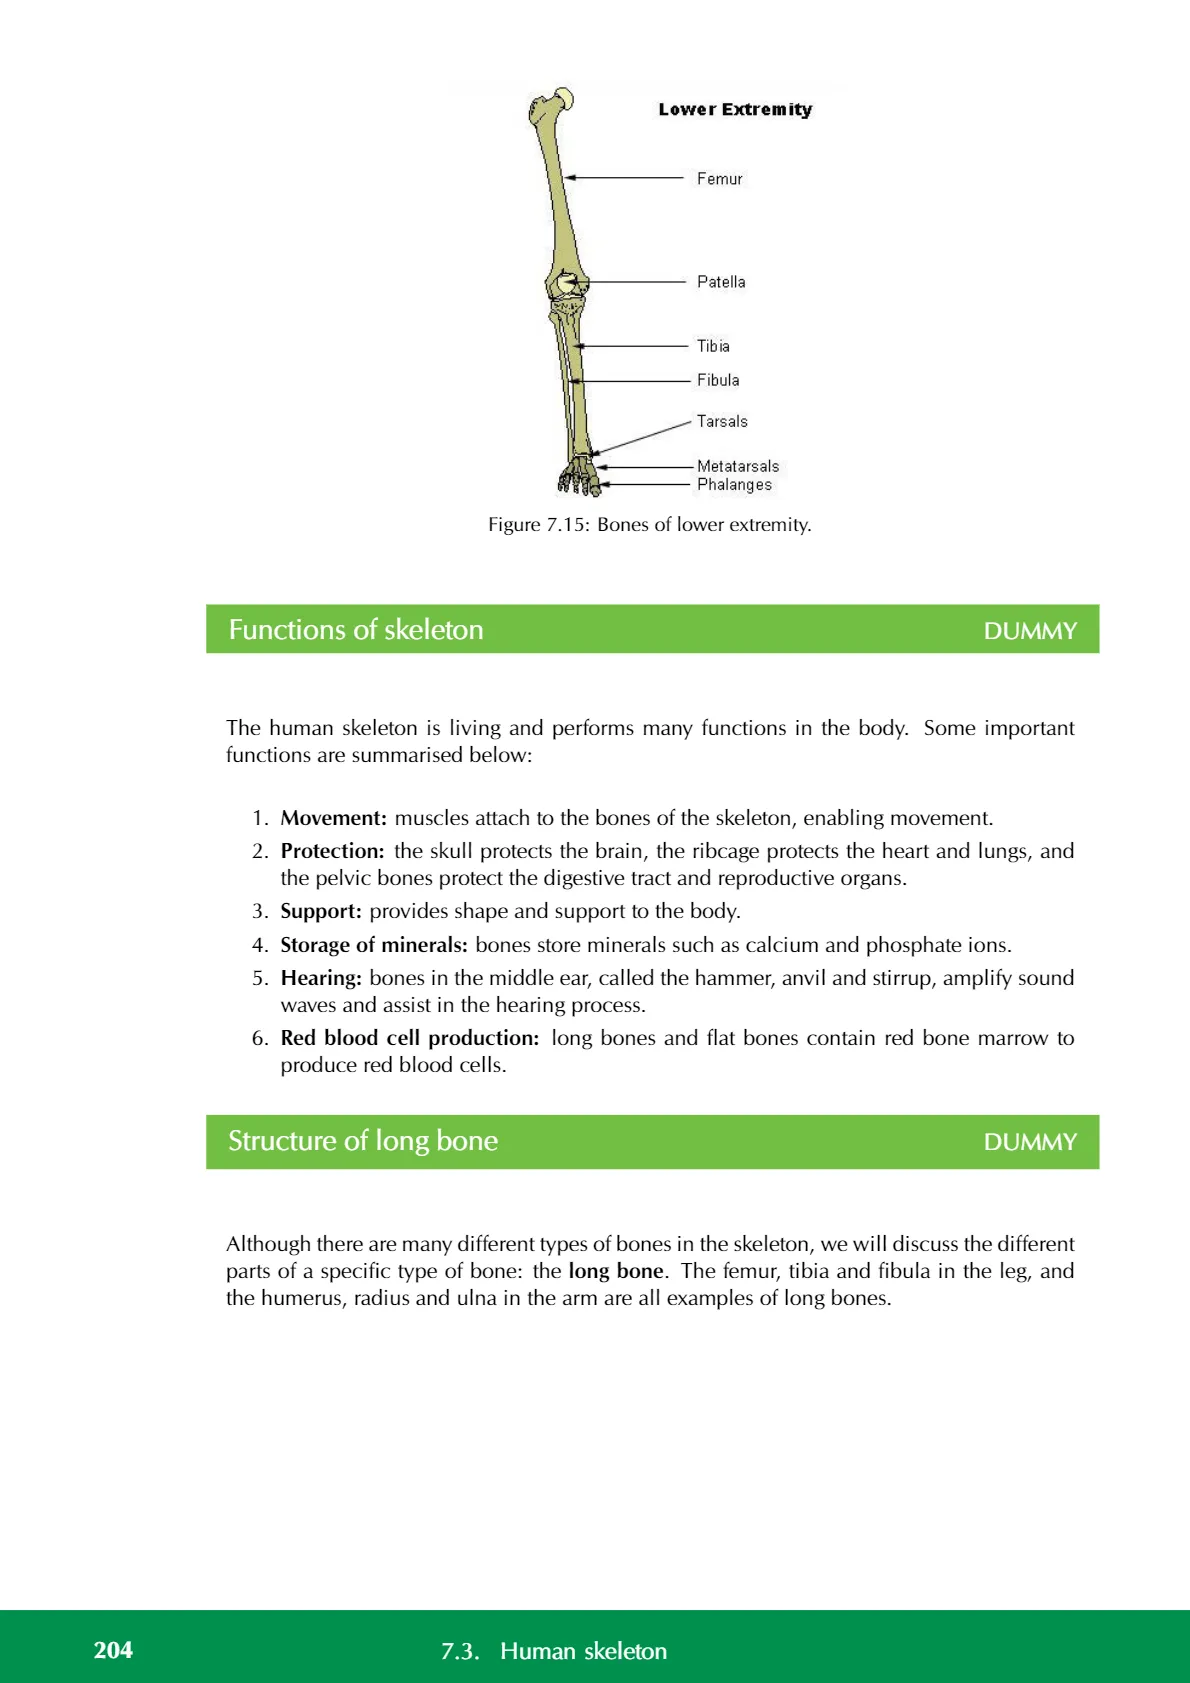 Lower Extremity
Femur
Patella
Tibia
Fibula
Tarsals
Metatarsals
Phalanges
Figure 7.15: Bones of lower extremity.
Functions of skeleton DUMMY
The human skeleton is living and performs many functions in the body. Some important
functions are summarised below:
1. Movement: muscles attach to the bones of the skeleton, enabling movement.
2. Protection: the skull protects the brain, the ribcage protects the heart and lungs, and
the pelvic bones protect the digestive tract and reproductive organs.
3. Support: provides shape and support to the body.
4. Storage of minerals: bones store minerals such as calcium and phosphate ions.
5. Hearing: bones in the middle ear, called the hammer, anvil and stirrup, amplify sound
waves and assist in the hearing process.
6. Red blood cell production: long bones and flat bones contain red bone marrow to
produce red blood cells.
Structure of long bone DUMMY
Although there are many different types of bones in the skeleton, we will discuss the different
parts of a specific type of bone: the long bone. The femur, tibia and fibula in the leg, and
the humerus, radius and ulna in the arm are all examples of long bones.
204 7.3. Human skeleton